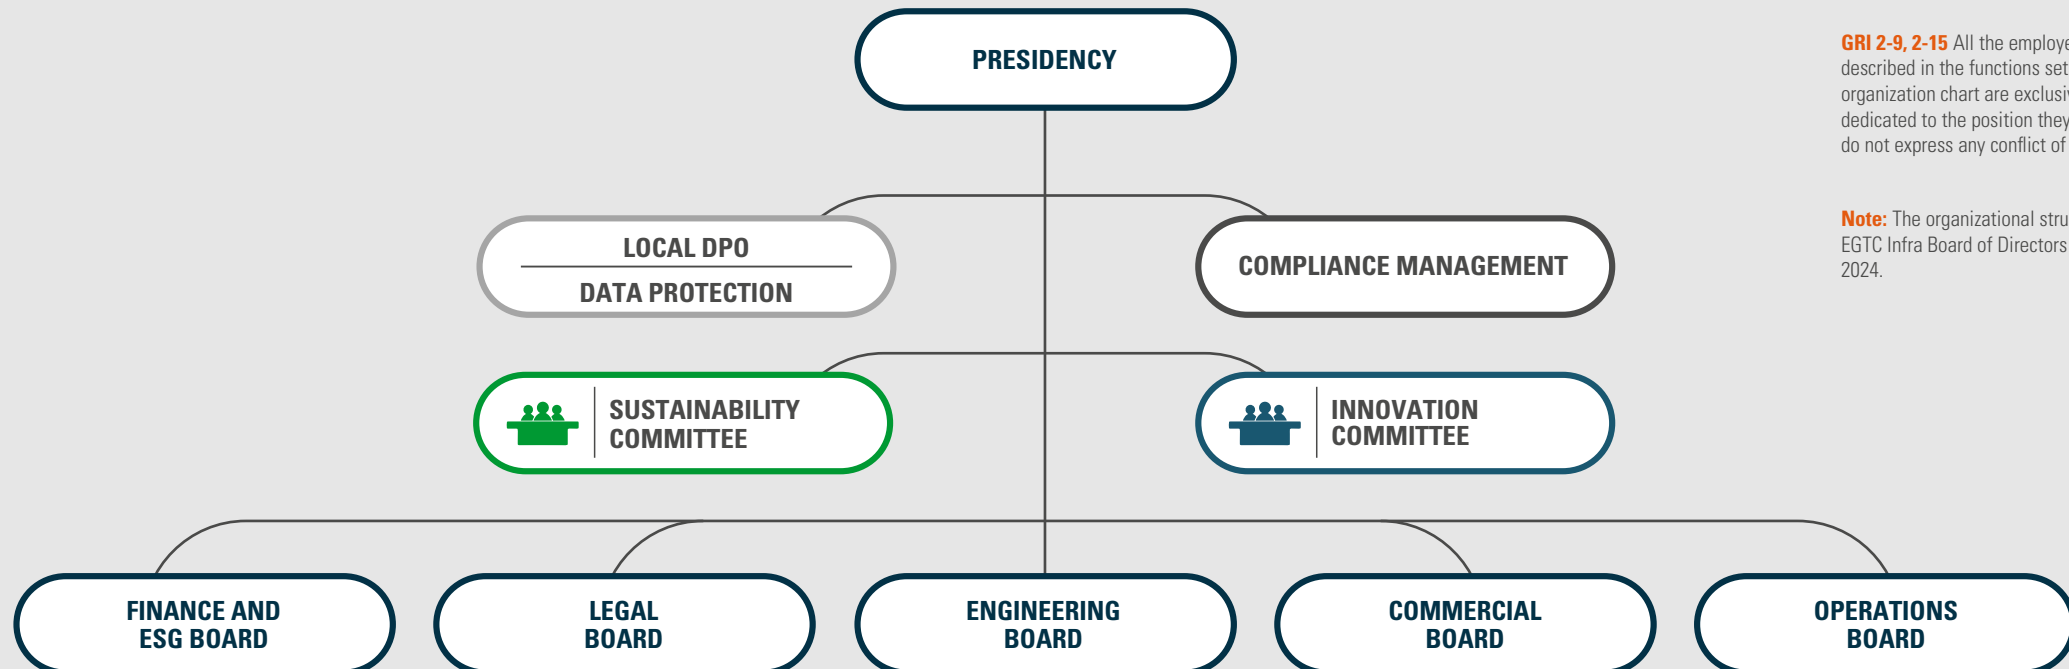 PRESIDENCY
GRI 2-9, 2-15 All the employe
described in the functions set
organization chart are exclusiv
dedicated to the position they
do not express any conflict of
Note: The organizational stru
EGTC Infra Board of Directors
2024.
LOCAL DPO
DATA PROTECTION
COMPLIANCE MANAGEMENT
SUSTAINABILITY
COMMITTEE
INNOVATION
COMMITTEE
FINANCE AND
ESG BOARD
LEGAL
BOARD
ENGINEERING
BOARD
COMMERCIAL
BOARD
OPERATIONS
BOARD